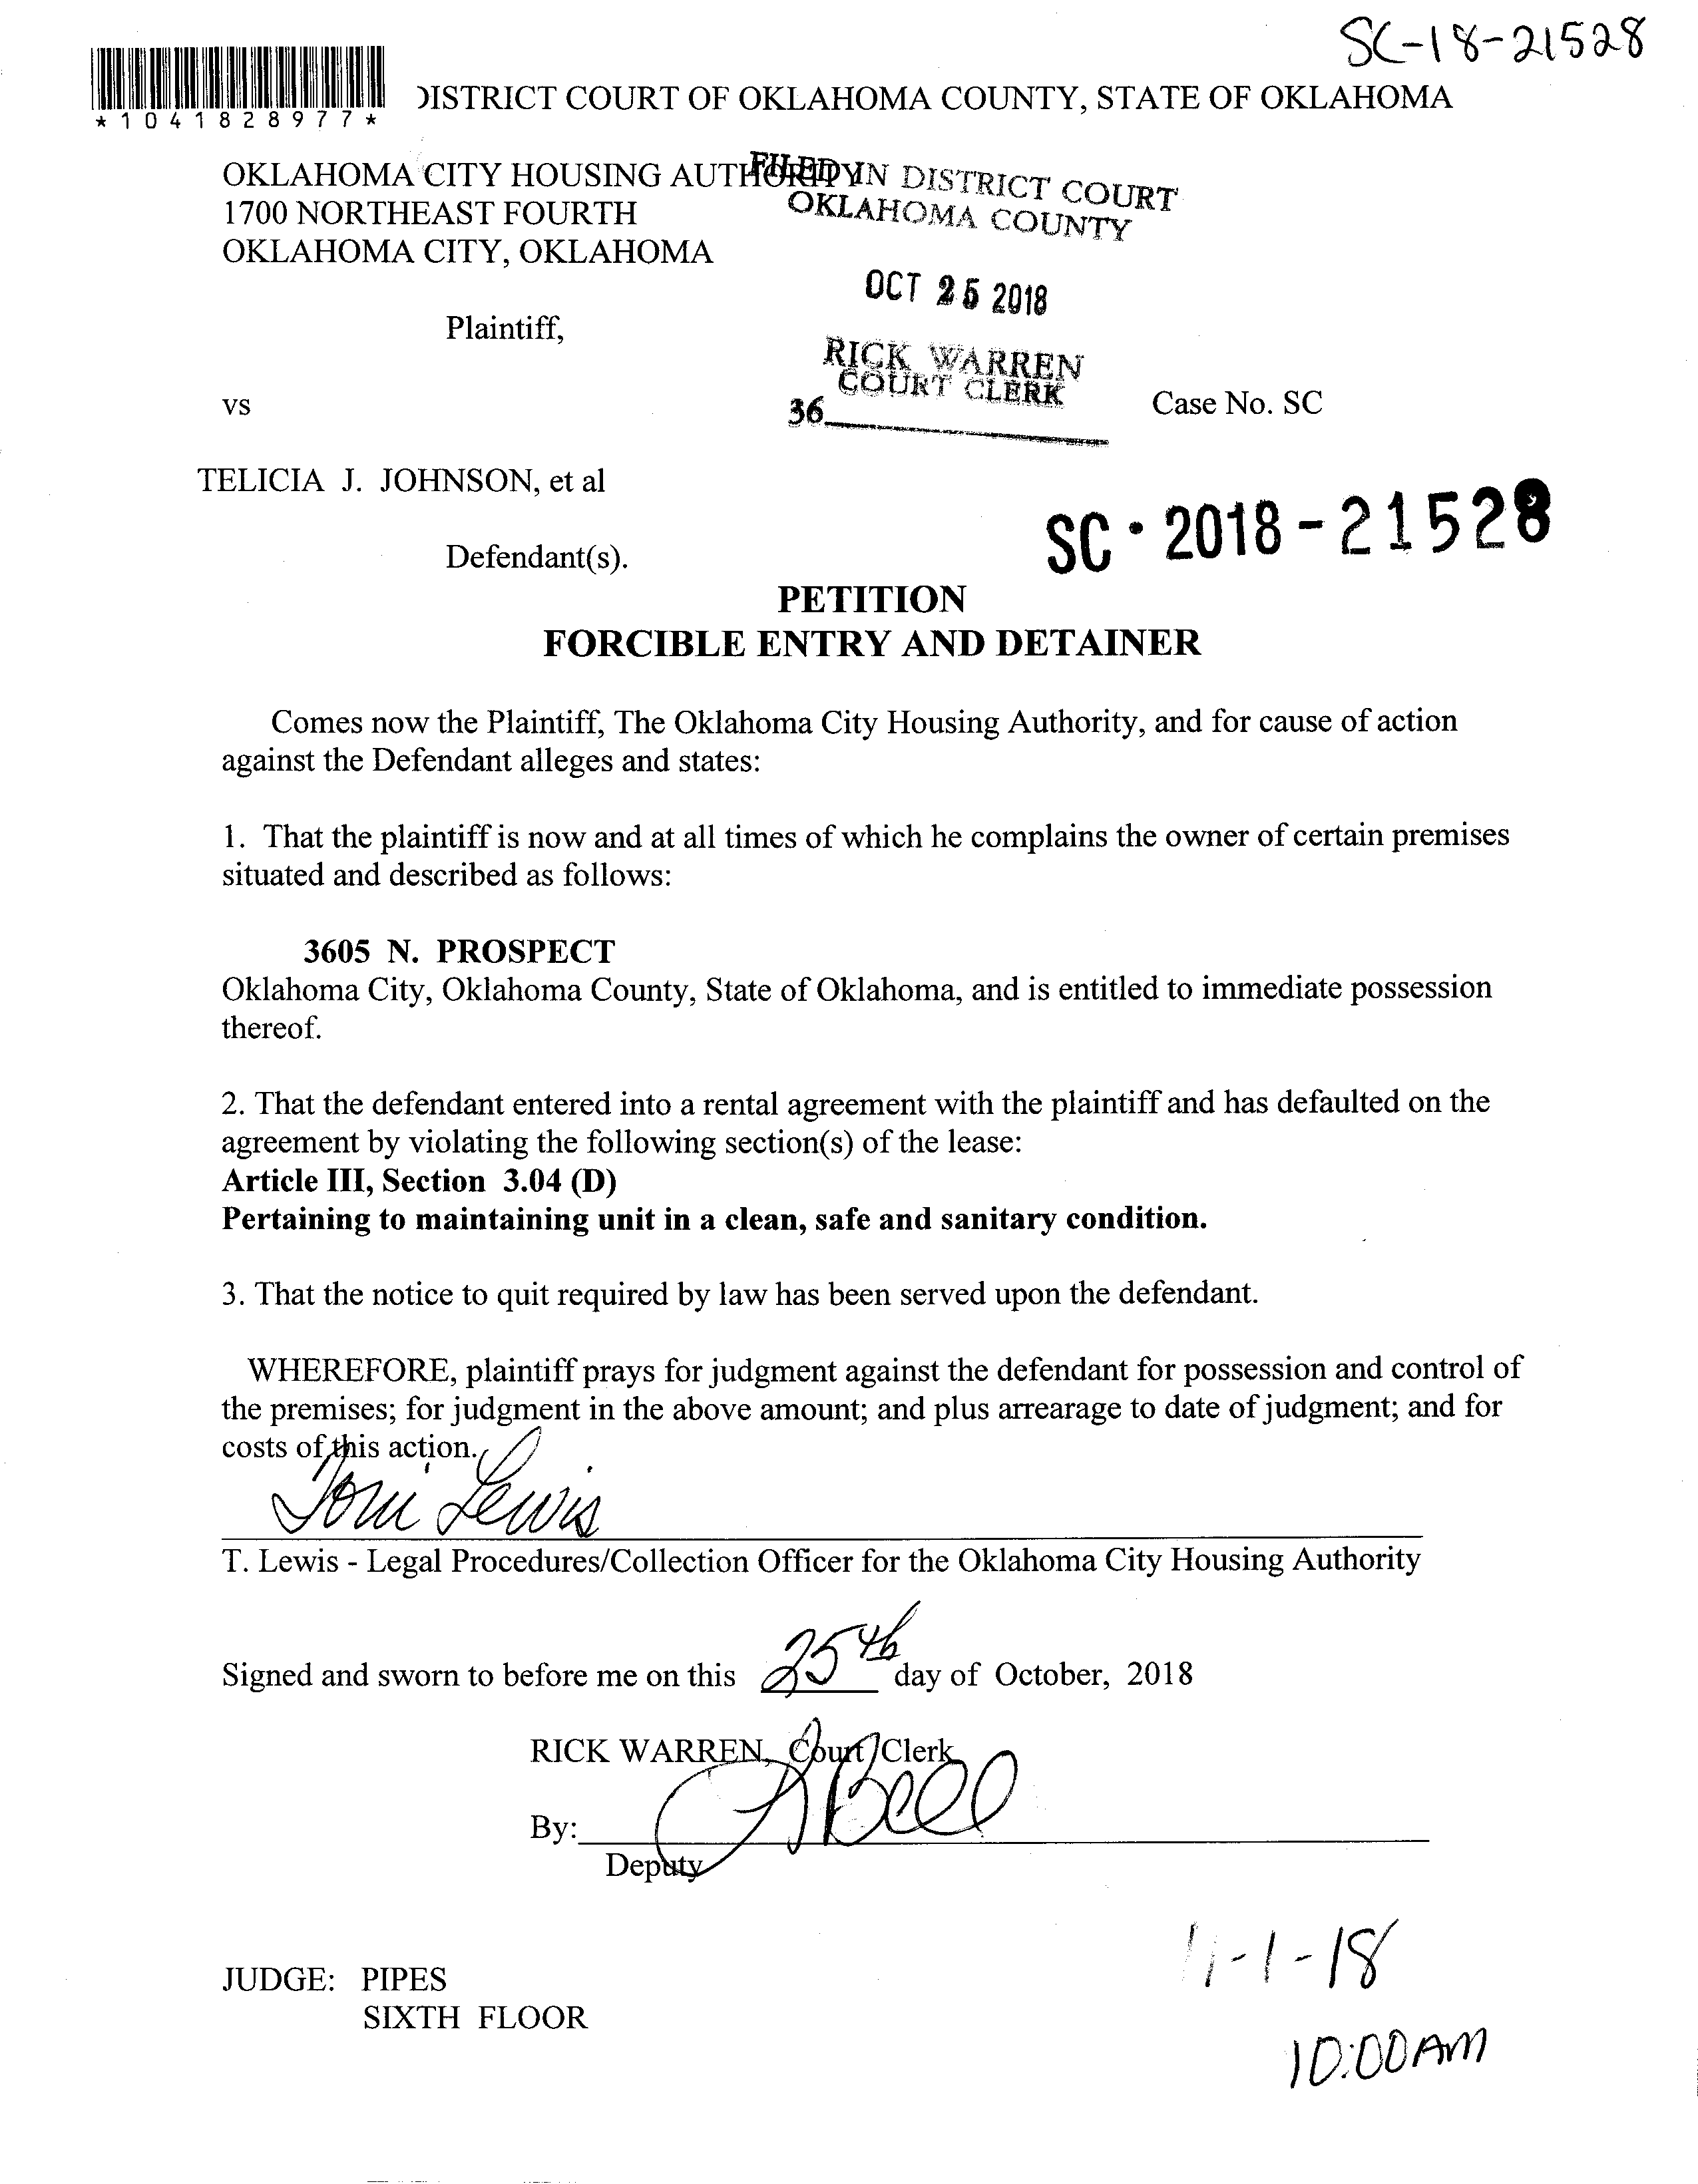 SC-18-21528
*1041828977*
DISTRICT COURT OF OKLAHOMA COUNTY, STATE OF OKLAHOMA
OKLAHOMA CITY HOUSING AUTHORITY
FILED IN DISTRICT COURT
1700 NORTHEAST FOURTH
OKLAHOMA COUNTY
OKLAHOMA CITY, OKLAHOMA
OCT 25 2018
Plaintiff,
RICK WARREN
COURT CLERK
vs
36
Case No. SC
TELICIA J. JOHNSON, et al
SC-2018-21528
Defendant(s).
PETITION
FORCIBLE ENTRY AND DETAINER
Comes now the Plaintiff, The Oklahoma City Housing Authority, and for cause of action
against the Defendant alleges and states:
1. That the plaintiff is now and at all times of which he complains the owner of certain premises
situated and described as follows:
3605 N. PROSPECT
Oklahoma City, Oklahoma County, State of Oklahoma, and is entitled to immediate possession
thereof.
2. That the defendant entered into a rental agreement with the plaintiff and has defaulted on the
agreement by violating the following section(s) of the lease:
Article III, Section 3.04 (D)
Pertaining to maintaining unit in a clean, safe and sanitary condition.
3. That the notice to quit required by law has been served upon the defendant.
WHEREFORE, plaintiff prays for judgment against the defendant for possession and control of
the premises; for judgment in the above amount; and plus arrearage to date of judgment; and for
costs of this action.
Toni Lewis
T. Lewis - Legal Procedures/Collection Officer for the Oklahoma City Housing Authority
Signed and sworn to before me on this 25th day of October, 2018
RICK WARREN, Court Clerk
By: Bell
Deputy
11-1-18
JUDGE: PIPES
SIXTH FLOOR
10:00AM